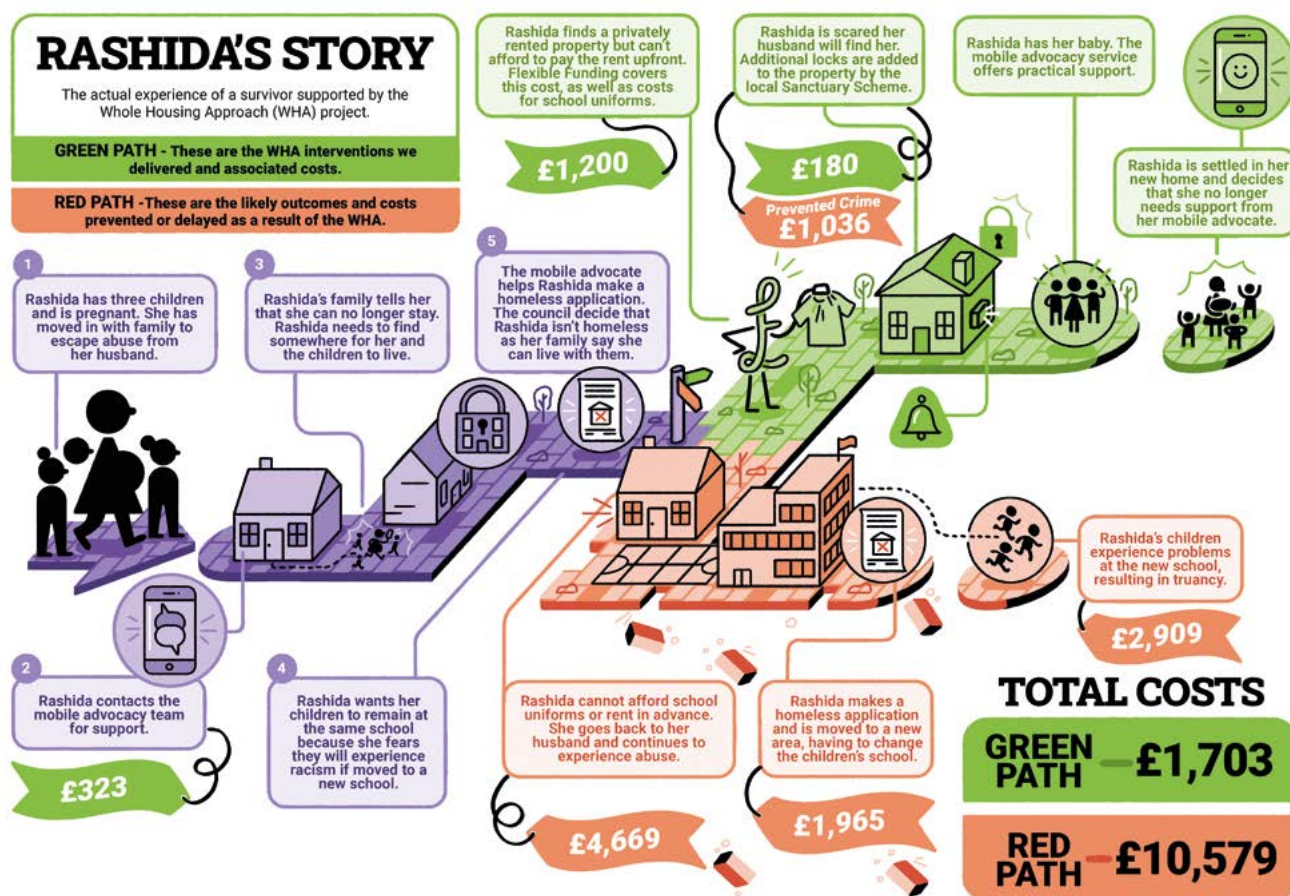 RASHIDA'S STORY
The actual experience of a survivor supported by the
Whole Housing Approach (WHA) project.
GREEN PATH - These are the WHA interventions we
delivered and associated costs.
RED PATH -These are the likely outcomes and costs
prevented or delayed as a result of the WHA.
1
Rashida has three children
and is pregnant. She has
moved in with family to
escape abuse from
her husband.
2
Rashida contacts the
mobile advocacy team
for support.
£323
3
Rashida's family tells her
that she can no longer stay.
Rashida needs to find
somewhere for her and
the children to live.
4
Rashida wants her
children to remain at
the same school
because she fears
they will experience
racism if moved to a
new school.
5
The mobile advocate
helps Rashida make a
homeless application.
The council decide that
Rashida isn't homeless
as her family say she
can live with them.
Rashida finds a privately
rented property but can't
afford to pay the rent upfront.
Flexible Funding covers
this cost, as well as costs
for school uniforms.
£1,200
Rashida is scared her
husband will find her.
Additional locks are added
to the property by the
local Sanctuary Scheme.
£180
Prevented Crime
£1,036
Rashida has her baby. The
mobile advocacy service
offers practical support.
Rashida is settled in her
new home and decides
that she no longer
needs support from
her mobile advocate.
Rashida cannot afford school
uniforms or rent in advance.
She goes back to her
husband and continues to
experience abuse.
£4,669
Rashida makes a
homeless application
and is moved to a new
area, having to change
the children's school.
£1,965
Rashida's children
experience problems
at the new school,
resulting in truancy.
£2,909
TOTAL COSTS
GREEN PATH - £1,703
RED PATH - £10,579